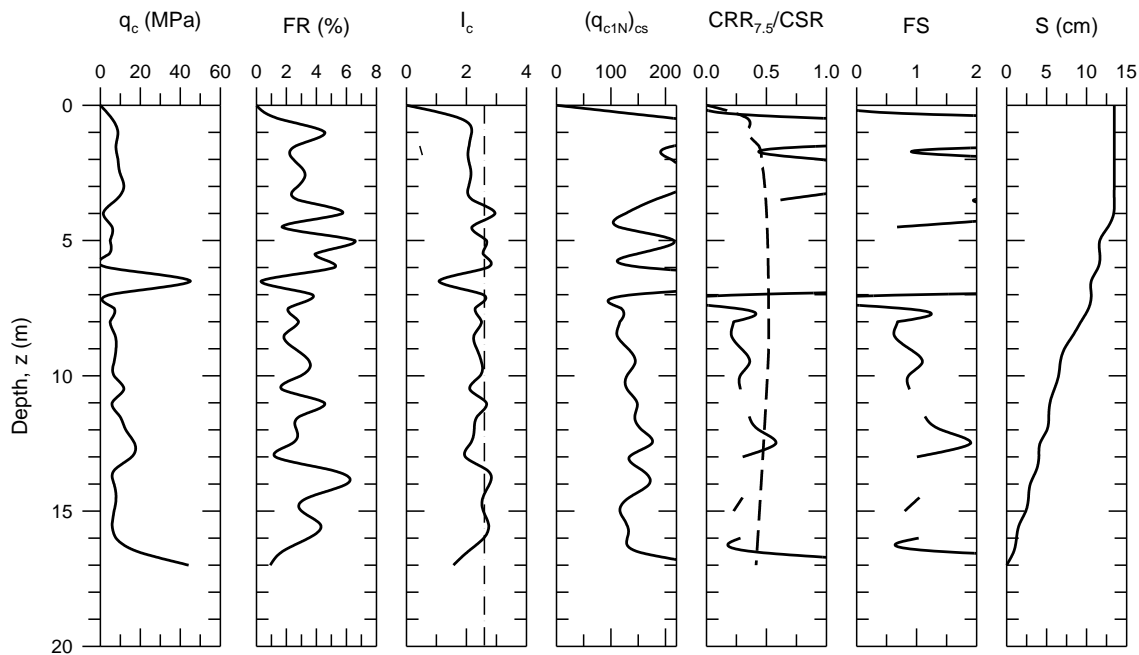 q_c (MPa) FR (%) I_c (q_c1N)_cs CRR_7.5/CSR FS S (cm)
0 20 40 60 0 2 4 6 8 0 2 4 0 100 200 0.0 0.5 1.0 0 1 2 0 5 10 15
0
5
10
15
20
Depth, z (m)